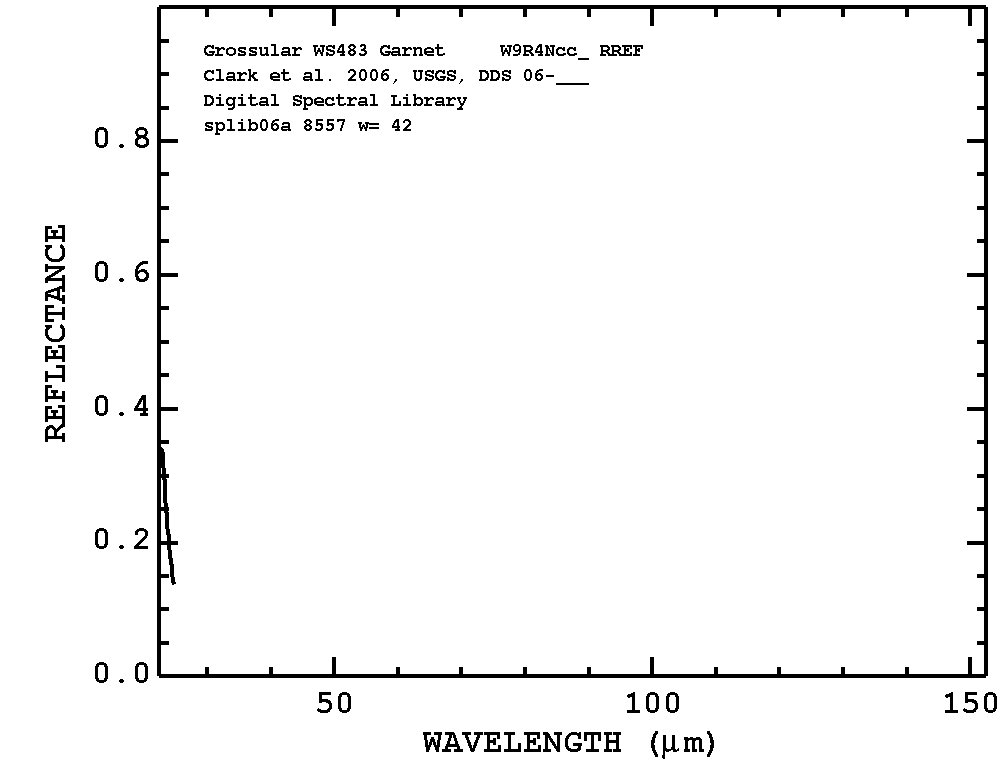 Grossular WS483 Garnet W9R4Ncc_ RREF
Clark et al. 2006, USGS, DDS 06-___
Digital Spectral Library
splib06a 8557 w= 42
REFLECTANCE
0.8
0.6
0.4
0.2
0.0
50 100 150
WAVELENGTH (μm)